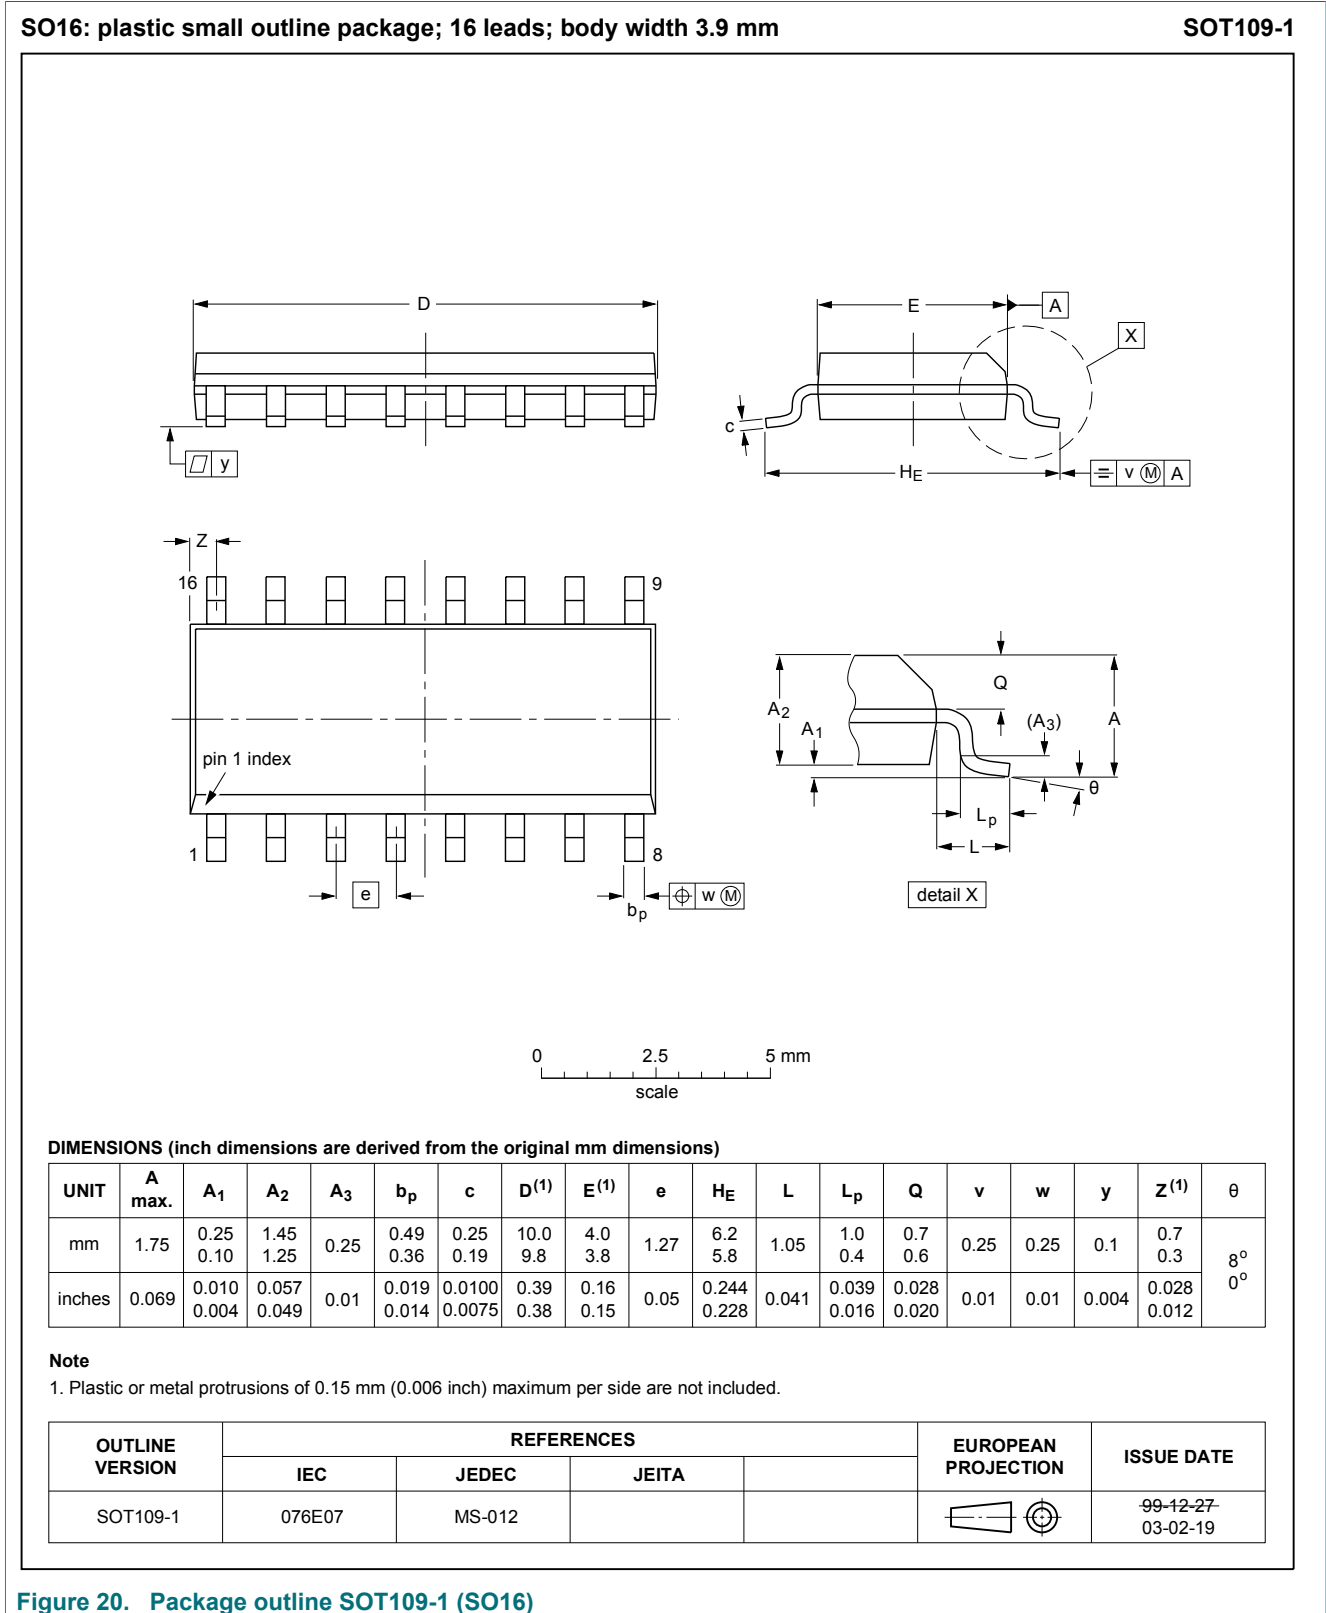 SO16: plastic small outline package; 16 leads; body width 3.9 mm SOT109-1
D
E A
X
c
y
HE
v M A
Z
16 9
Q
A2
A1
(A3)
A
pin 1 index
θ
Lp
L
1 8
e
w M
bp
detail X
0 2.5 5 mm
scale
DIMENSIONS (inch dimensions are derived from the original mm dimensions)
UNIT A max. A1 A2 A3 bp c D(1) E(1) e HE L Lp Q v w y Z(1) θ
mm 1.75 0.25 0.10 1.45 1.25 0.25 0.49 0.36 0.25 0.19 10.0 9.8 4.0 3.8 1.27 6.2 5.8 1.05 1.0 0.4 0.7 0.6 0.25 0.25 0.1 0.7 0.3 8° 0°
inches 0.069 0.010 0.004 0.057 0.049 0.01 0.019 0.014 0.0100 0.0075 0.39 0.38 0.16 0.15 0.05 0.244 0.228 0.041 0.039 0.016 0.028 0.020 0.01 0.01 0.004 0.028 0.012
Note
1. Plastic or metal protrusions of 0.15 mm (0.006 inch) maximum per side are not included.
OUTLINE VERSION REFERENCES EUROPEAN PROJECTION ISSUE DATE
IEC JEDEC JEITA
SOT109-1 076E07 MS-012 99-12-27
03-02-19
Figure 20. Package outline SOT109-1 (SO16)